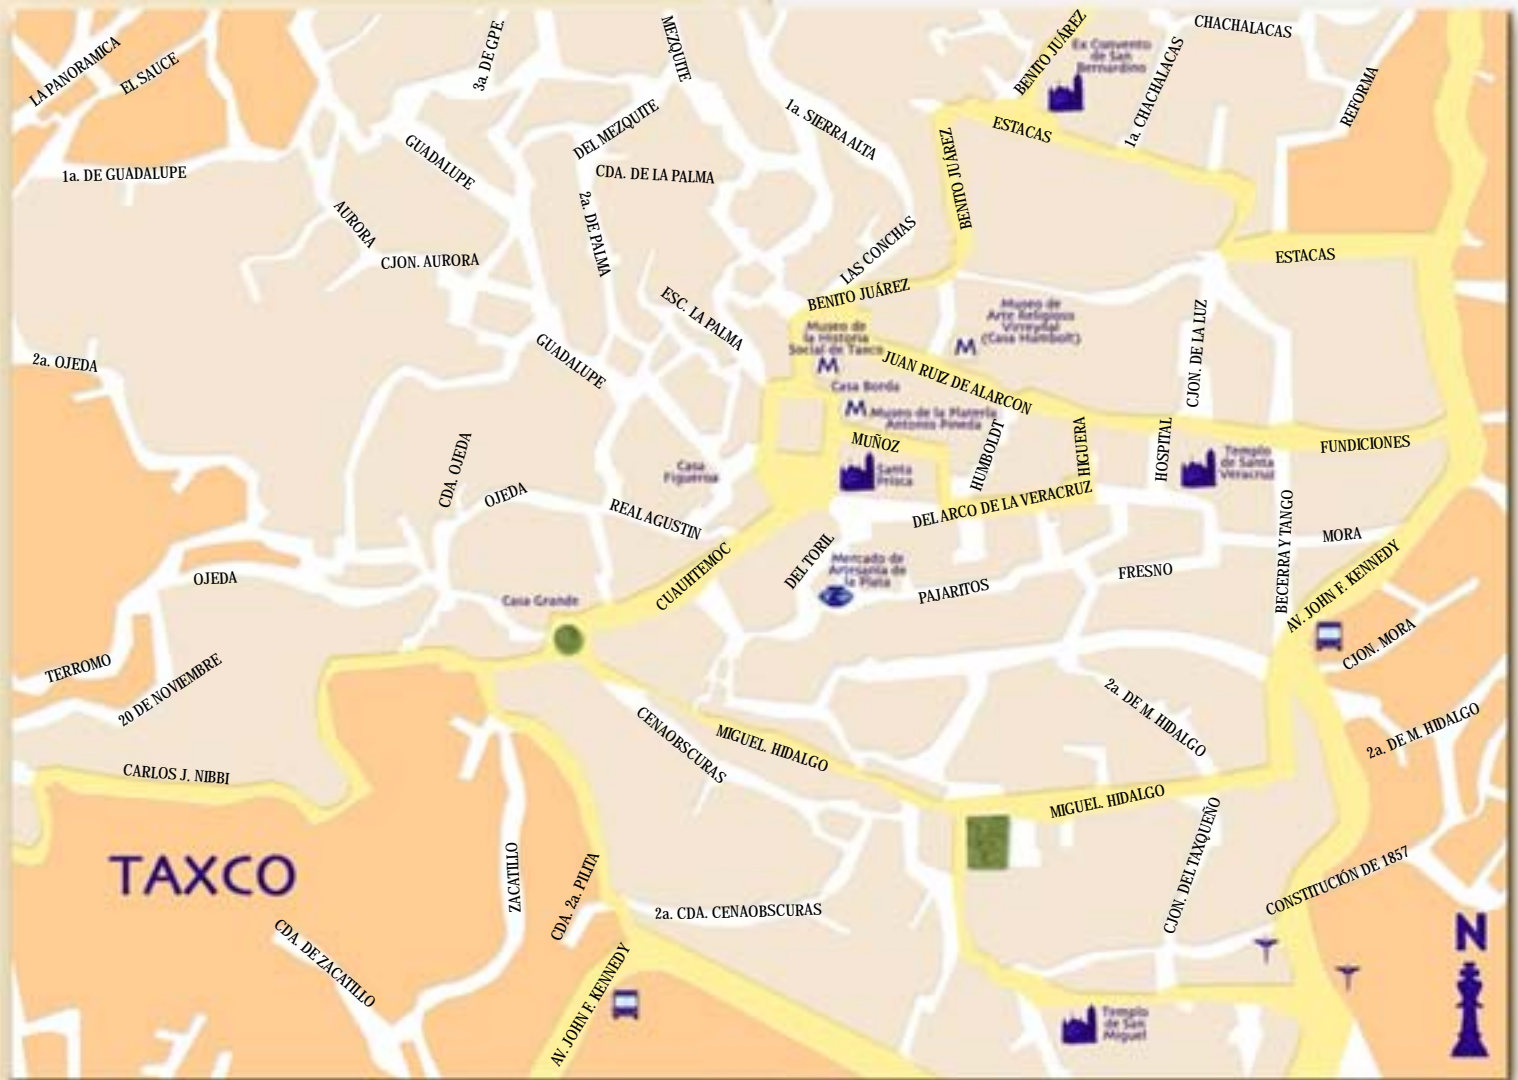 LA PANORAMICA
EL SAUCE
3a. DE GPE.
MEZQUITE
BENITO JUÁREZ
CHACHALACAS
Ex Convento
de San
Bernardino
1a. CHACHALACAS
REFORMA
1a. SIERRA ALTA
DEL MEZQUITE
ESTACAS
GUADALUPE
1a. DE GUADALUPE
CDA. DE LA PALMA
BENITO JUÁREZ
AURORA
2a. DE PALMA
CJON. AURORA
LAS CONCHAS
ESTACAS
BENITO JUÁREZ
ESC. LA PALMA
Museo de
Arte Religioso
Virreynal
(Casa Humbolt)
M
Museo de
la Historia
Social de Taxco
M
CJON. DE LA LUZ
2a. OJEDA
GUADALUPE
JUAN RUIZ DE ALARCON
Casa Borda
M Museo de la Platería
Antonio Pineda
MUÑOZ
HUMBOLDT
HIGUERA
HOSPITAL
FUNDICIONES
Templo
de Santa
Veracruz
Santa
Prisca
Casa
Figueroa
CDA. OJEDA
OJEDA
REAL AGUSTIN
DEL ARCO DE LA VERACRUZ
BECERRA Y TANGO
MORA
CUAUHTEMOC
DEL TORIL
Mercado de
Artesanía de
la Plata
PAJARITOS
FRESNO
AV. JOHN F. KENNEDY
OJEDA
Casa Grande
CJON. MORA
TERROMO
20 DE NOVIEMBRE
2a. DE M. HIDALGO
2a. DE M. HIDALGO
CENAOBSCURAS
MIGUEL. HIDALGO
CARLOS J. NIBBI
MIGUEL. HIDALGO
TAXCO
ZACATILLO
CDA. 2a. PILITA
CJON. DEL TAXQUEÑO
CONSTITUCIÓN DE 1857
2a. CDA. CENAOBSCURAS
CDA. DE ZACATILLO
AV. JOHN F. KENNEDY
N
Templo
de San
Miguel